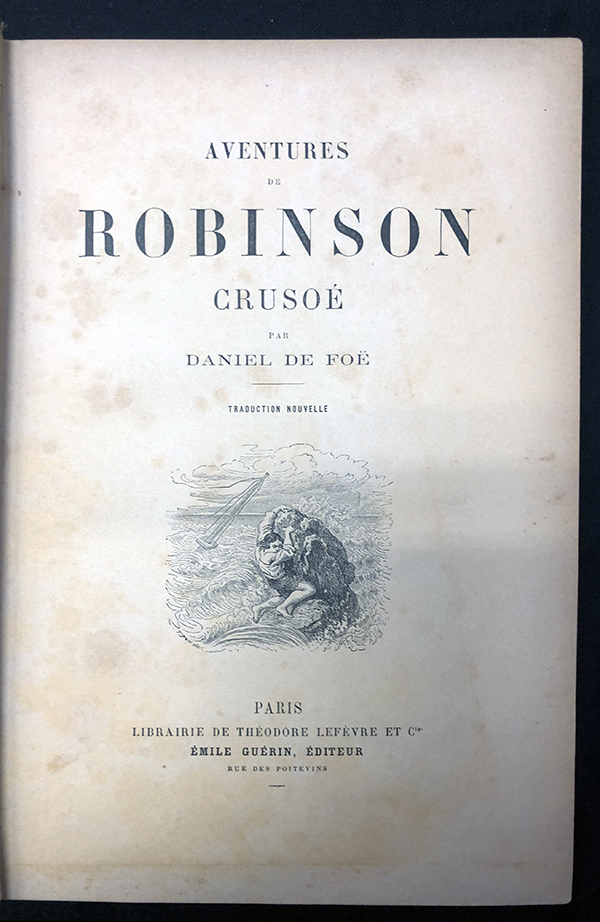 AVENTURES
DE
ROBINSON
CRUSOÉ
PAR
DANIEL DE FOË
TRADUCTION NOUVELLE
PARIS
LIBRAIRIE DE THÉODORE LEFÈVRE ET Cie
ÉMILE GUÉRIN, ÉDITEUR
RUE DES POITEVINS